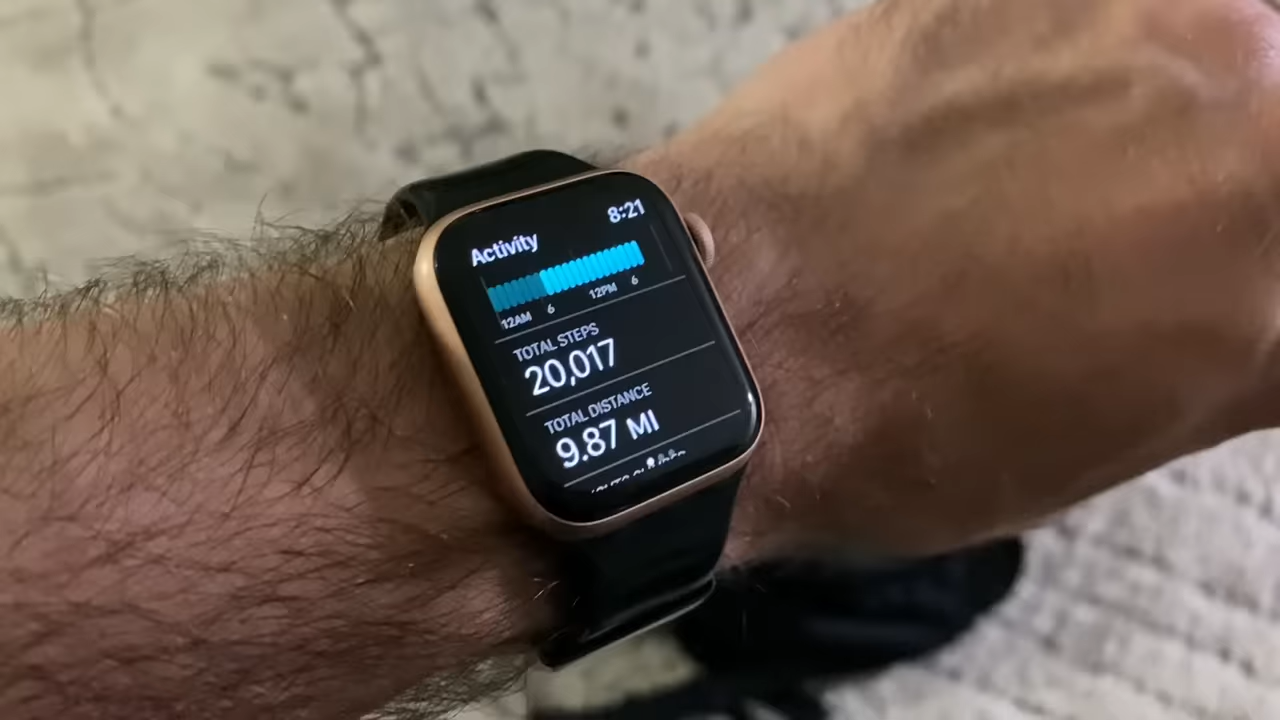 8:21
Activity
12AM 6 12PM 6
TOTAL STEPS
20,017
TOTAL DISTANCE
9.87 MI